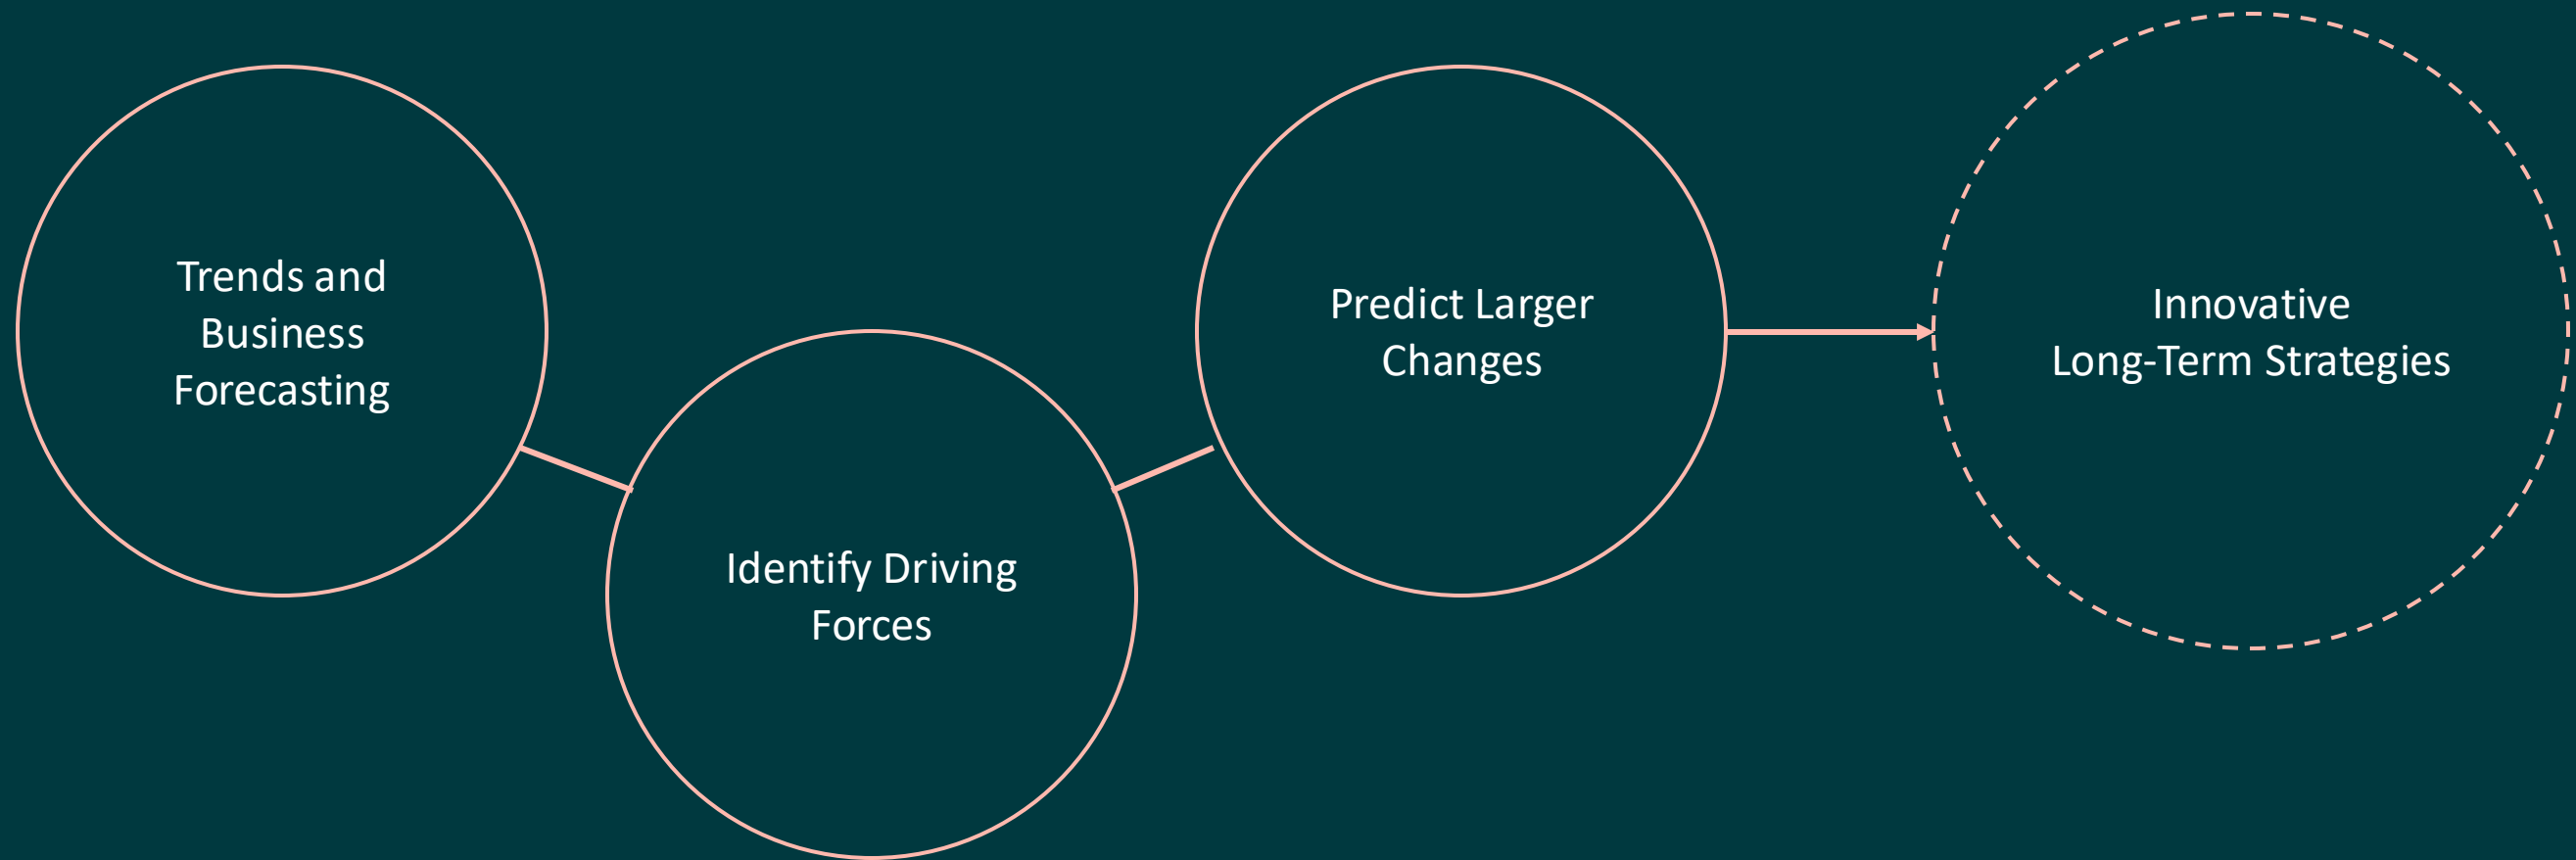 Trends and
Business
Forecasting
Identify Driving
Forces
Predict Larger
Changes
Innovative
Long-Term Strategies